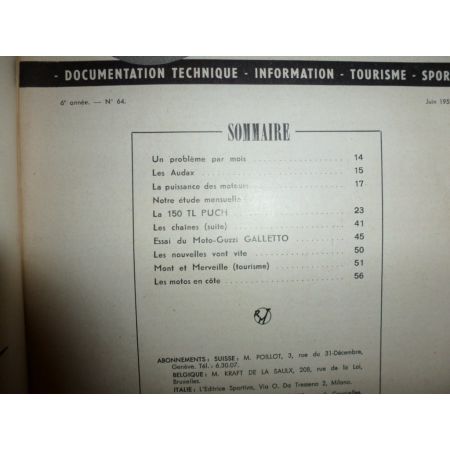 - DOCUMENTATION TECHNIQUE - INFORMATION - TOURISME - SPOR
6e année. — N° 64. Juin 195
SOMMAIRE
Un problème par mois 14
Les Audax 15
La puissance des moteurs 17
Notre étude mensuelle
La 150 TL PUCH 23
Les chaînes (suite) 41
Essai du Moto-Guzzi GALLETTO 45
Les nouvelles vont vite 50
Mont et Merveille (tourisme) 51
Les motos en côte 56
ABONNEMENTS : SUISSE : M. POILLOT, 3, rue du 31-Décembre,
Genève. Tél. : 6.30.07.
BELGIQUE : M. KRAFT DE LA SAULX, 208, rue de la Loi,
Bruxelles.
ITALIE : L'Editrice Sportiva, Via O. Da Tresseno 2, Milano.